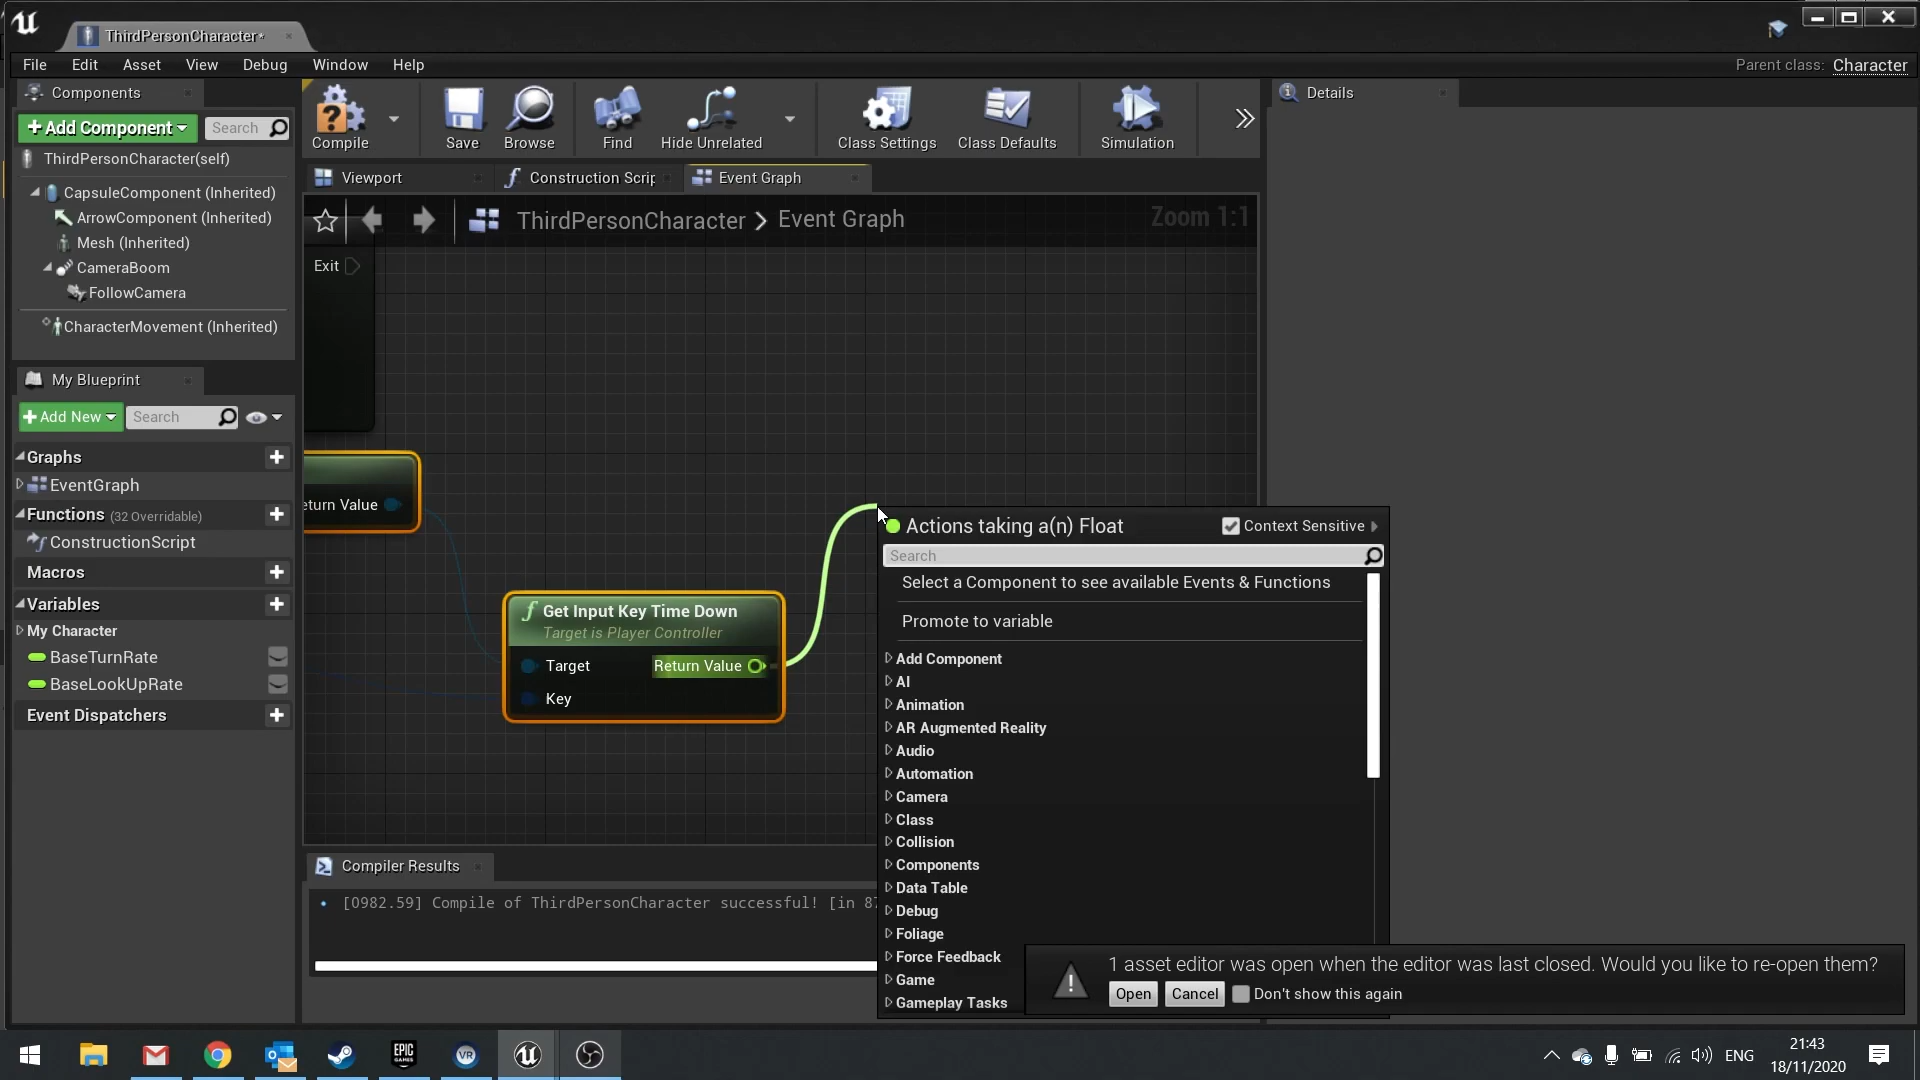 ThirdPersonCharacter*
File Edit Asset View Debug Window Help
Parent class: Character
Components
Add Component
Search
ThirdPersonCharacter(self)
CapsuleComponent (Inherited)
ArrowComponent (Inherited)
Mesh (Inherited)
CameraBoom
FollowCamera
CharacterMovement (Inherited)
My Blueprint
Add New
Search
Graphs
EventGraph
Functions (32 Overridable)
ConstructionScript
Macros
Variables
My Character
BaseTurnRate
BaseLookUpRate
Event Dispatchers
Compile
Save
Browse
Find
Hide Unrelated
Class Settings
Class Defaults
Simulation
Viewport
Construction Scrip
Event Graph
ThirdPersonCharacter > Event Graph
Zoom 1:1
Exit
eturn Value
Get Input Key Time Down
Target is Player Controller
Target
Return Value
Key
Compiler Results
[0982.59] Compile of ThirdPersonCharacter successful! [in 87
Details
Actions taking a(n) Float
Context Sensitive
Search
Select a Component to see available Events & Functions
Promote to variable
Add Component
AI
Animation
AR Augmented Reality
Audio
Automation
Camera
Class
Collision
Components
Data Table
Debug
Foliage
Force Feedback
Game
Gameplay Tasks
1 asset editor was open when the editor was last closed. Would you like to re-open them?
Open
Cancel
Don't show this again
EPIC
GAMES
VR
ENG
21:43
18/11/2020